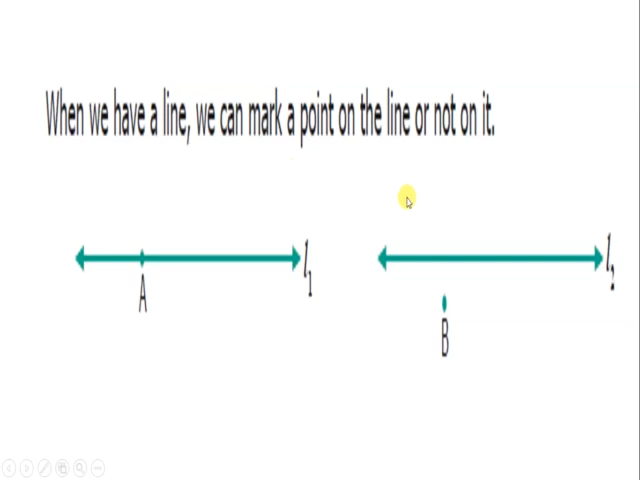 When we have a line, we can mark a point on the line or not on it.
A l₁ B l₂